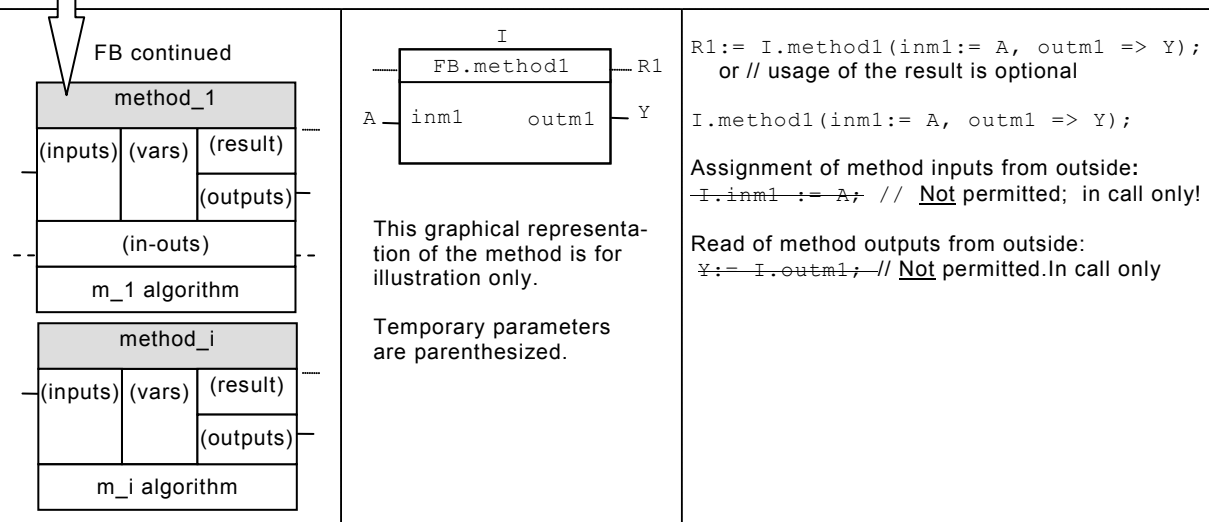 FB continued
method_1
(inputs) (vars) (result)
(outputs)
(in-outs)
m_1 algorithm
method_i
(inputs) (vars) (result)
(outputs)
m_i algorithm
I
FB.method1 R1
A inm1 outm1 Y
This graphical representa-
tion of the method is for
illustration only.
Temporary parameters
are parenthesized.
R1:= I.method1(inm1:= A, outm1 => Y);
or // usage of the result is optional
I.method1(inm1:= A, outm1 => Y);
Assignment of method inputs from outside:
I.inm1 := A; // Not permitted; in call only!
Read of method outputs from outside:
Y:= I.outm1; // Not permitted.In call only